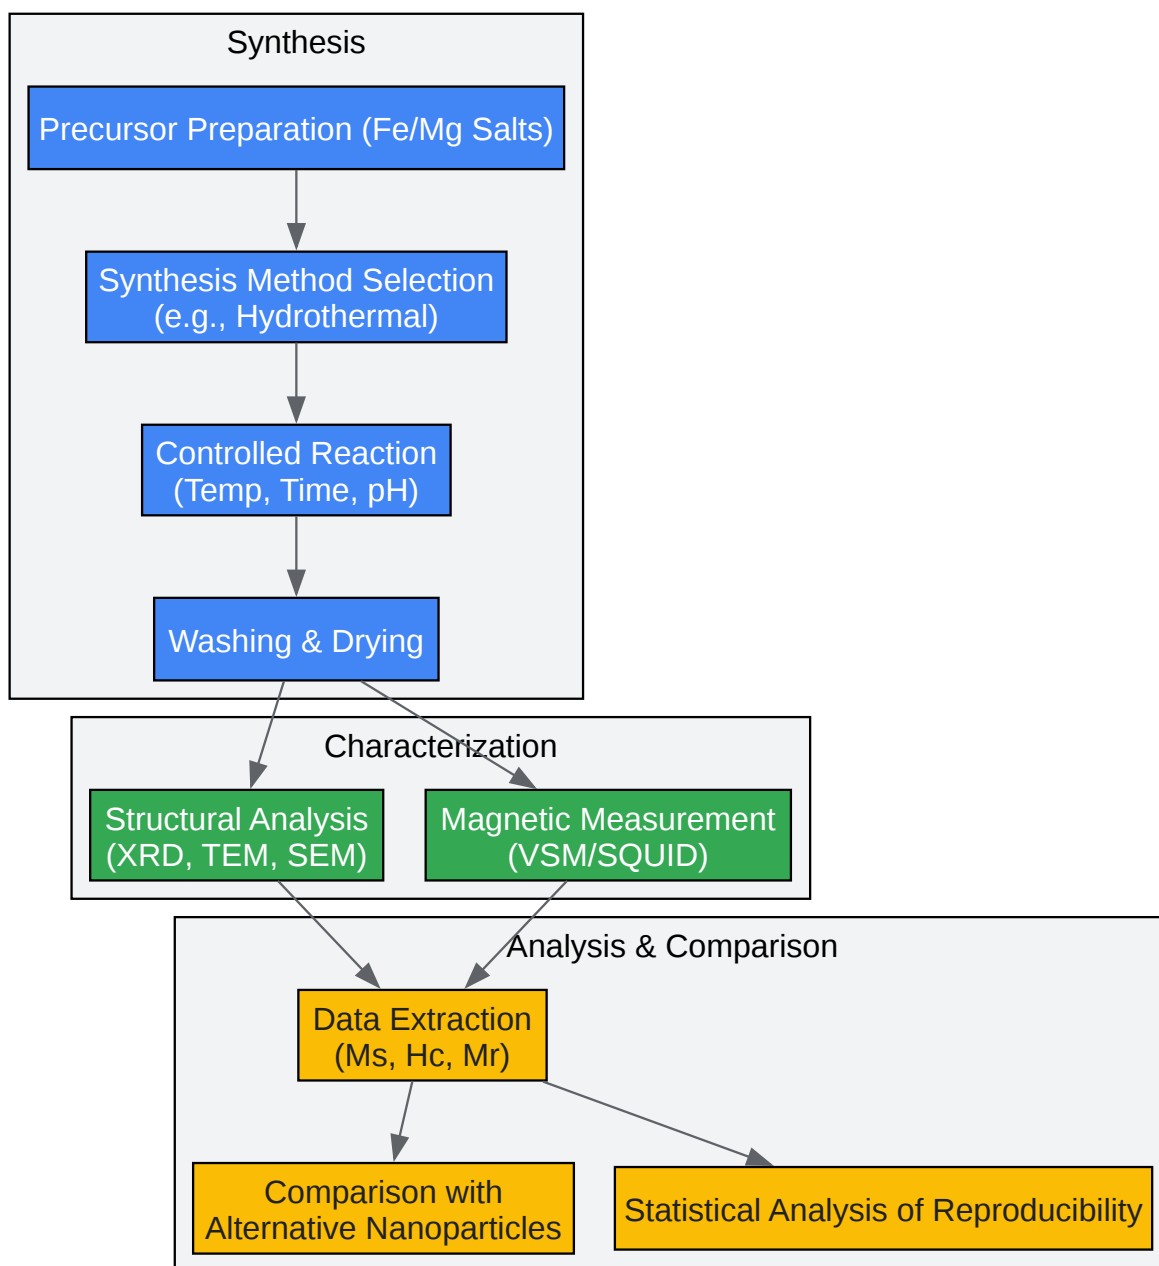 Synthesis
Precursor Preparation (Fe/Mg Salts)
Synthesis Method Selection
(e.g., Hydrothermal)
Controlled Reaction
(Temp, Time, pH)
Washing & Drying
Characterization
Structural Analysis
(XRD, TEM, SEM)
Magnetic Measurement
(VSM/SQUID)
Analysis & Comparison
Data Extraction
(Ms, Hc, Mr)
Comparison with
Alternative Nanoparticles
Statistical Analysis of Reproducibility